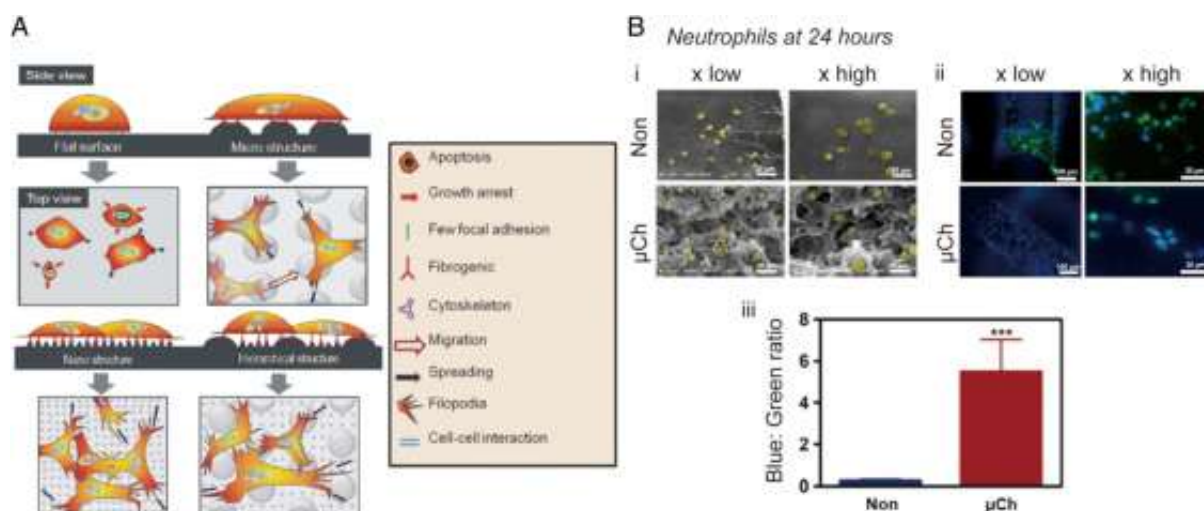 A
Side view
Flat surface
Micro structure
Top view
Nano structure
Hierarchical structure
Apoptosis
Growth arrest
Few focal adhesion
Fibrogenic
Cytoskeleton
Migration
Spreading
Filopodia
Cell-cell interaction
B
Neutrophils at 24 hours
i
x low
x high
ii
x low
x high
Non
µCh
iii
Blue: Green ratio
8
6
4
2
0
***
Non
µCh